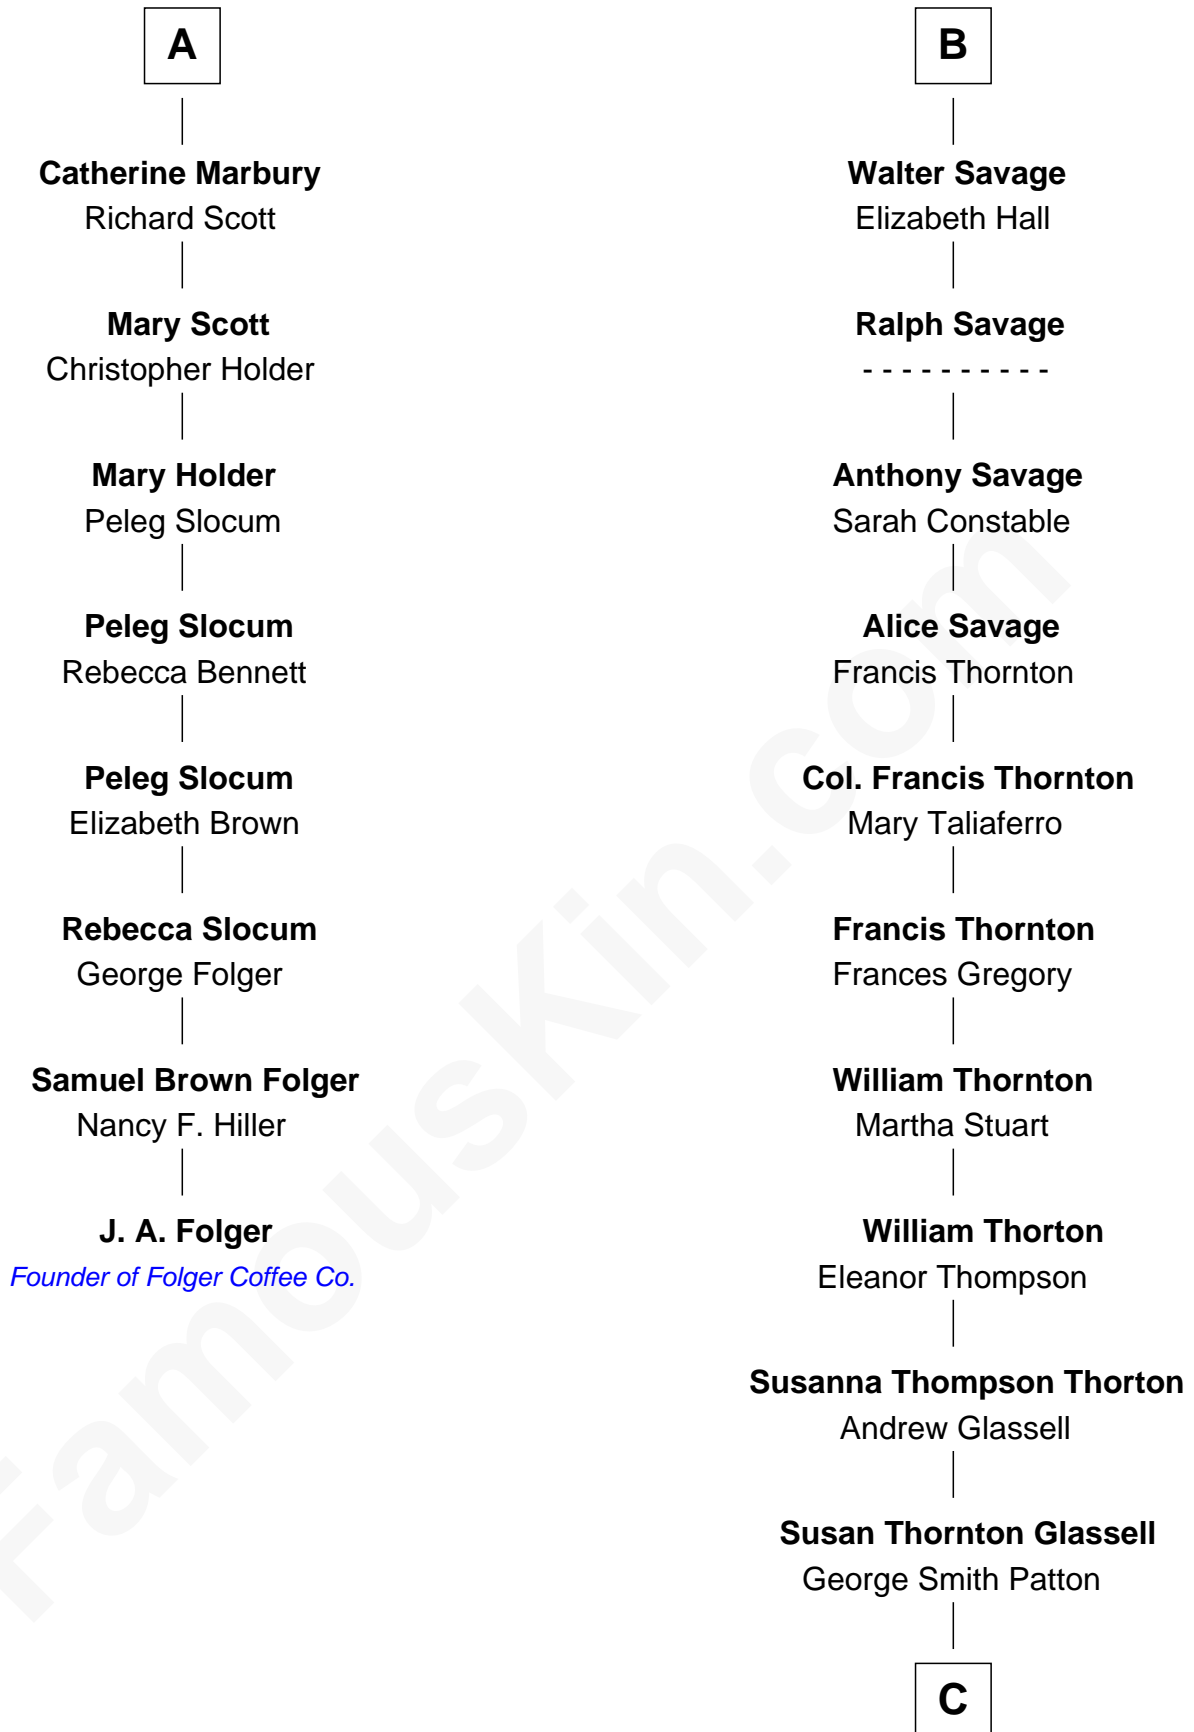 A
Catherine Marbury
Richard Scott
Mary Scott
Christopher Holder
Mary Holder
Peleg Slocum
Peleg Slocum
Rebecca Bennett
Peleg Slocum
Elizabeth Brown
Rebecca Slocum
George Folger
Samuel Brown Folger
Nancy F. Hiller
J. A. Folger
Founder of Folger Coffee Co.
B
Walter Savage
Elizabeth Hall
Ralph Savage
- - - - - - - - - -
Anthony Savage
Sarah Constable
Alice Savage
Francis Thornton
Col. Francis Thornton
Mary Taliaferro
Francis Thornton
Frances Gregory
William Thornton
Martha Stuart
William Thorton
Eleanor Thompson
Susanna Thompson Thorton
Andrew Glassell
Susan Thornton Glassell
George Smith Patton
C
FamousKin.com